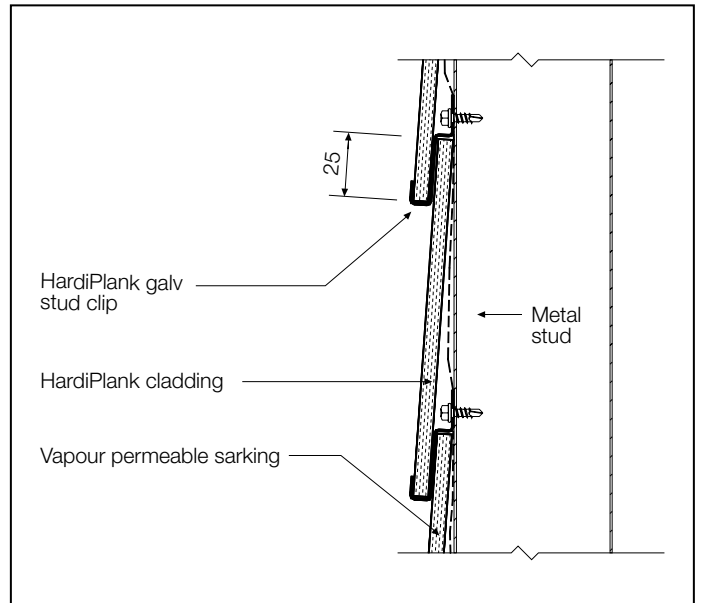 25
HardiPlank galv
stud clip
Metal
stud
HardiPlank cladding
Vapour permeable sarking